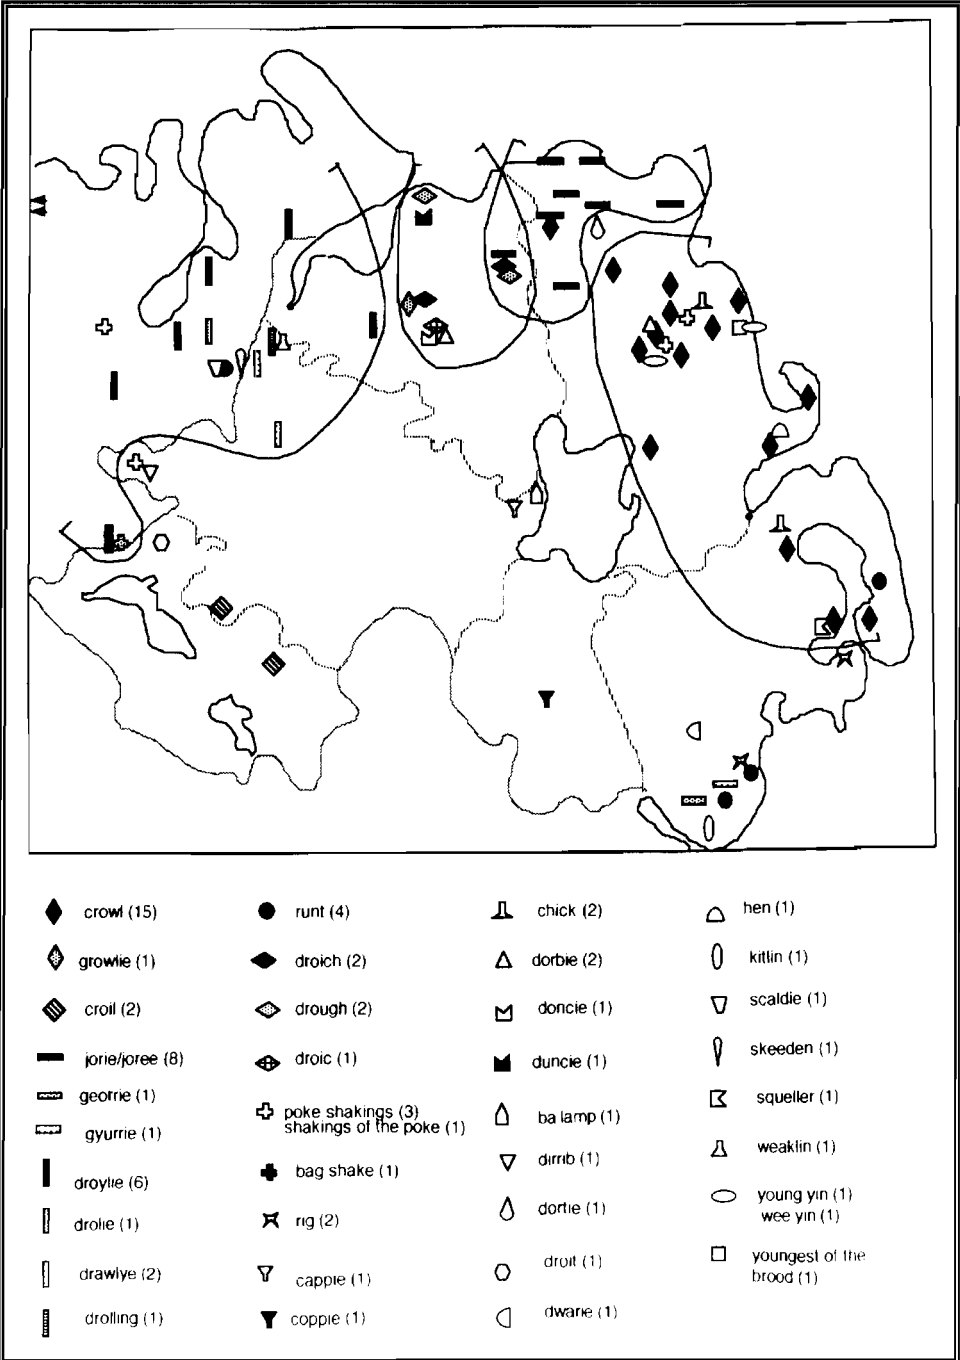 crowl (15)
growlie (1)
croil (2)
jorie/joree (8)
georrie (1)
gyurrie (1)
droylie (6)
drolie (1)
drawlye (2)
drolling (1)
runt (4)
droich (2)
drough (2)
droic (1)
poke shakings (3)
shakings of the poke (1)
bag shake (1)
rig (2)
cappie (1)
coppie (1)
chick (2)
dorbie (2)
doncie (1)
duncie (1)
ba lamp (1)
dirrib (1)
dortie (1)
droit (1)
dwarie (1)
hen (1)
kitlin (1)
scaldie (1)
skeeden (1)
squeller (1)
weaklin (1)
young yin (1)
wee yin (1)
youngest of the
brood (1)